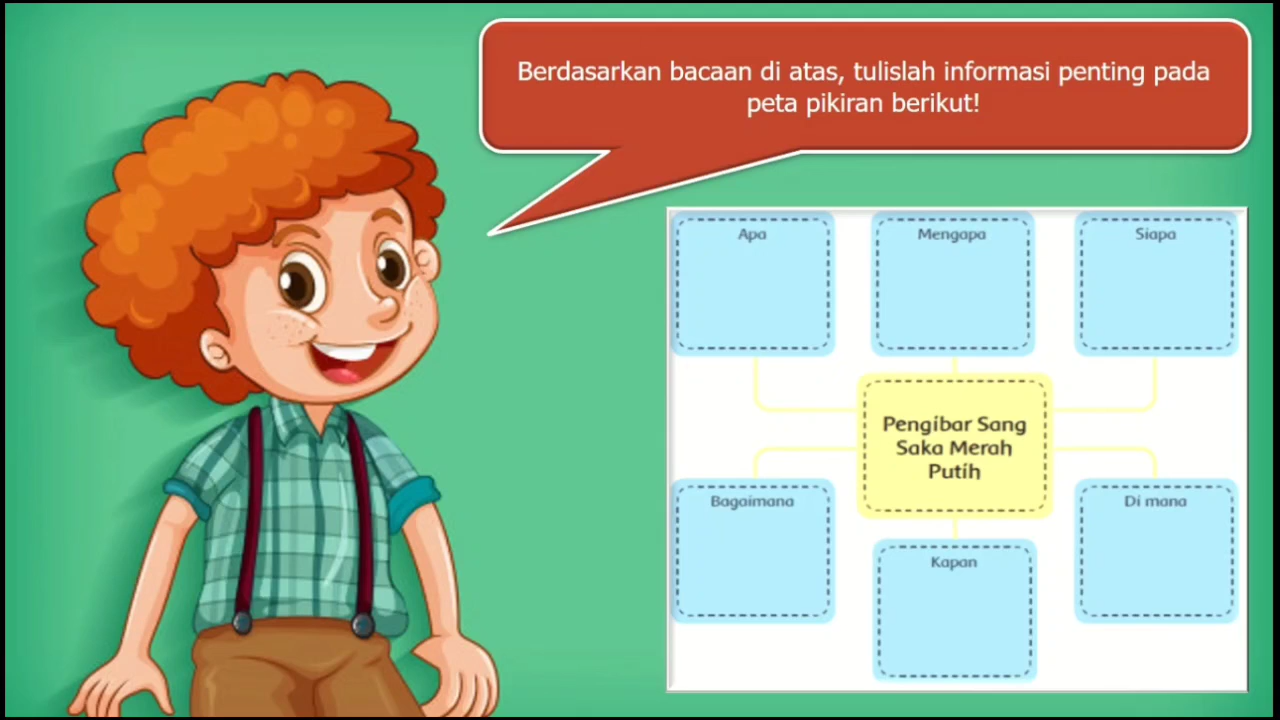 Berdasarkan bacaan di atas, tulislah informasi penting pada
peta pikiran berikut!
Apa
Mengapa
Siapa
Pengibar Sang
Saka Merah
Putih
Bagaimana
Di mana
Kapan